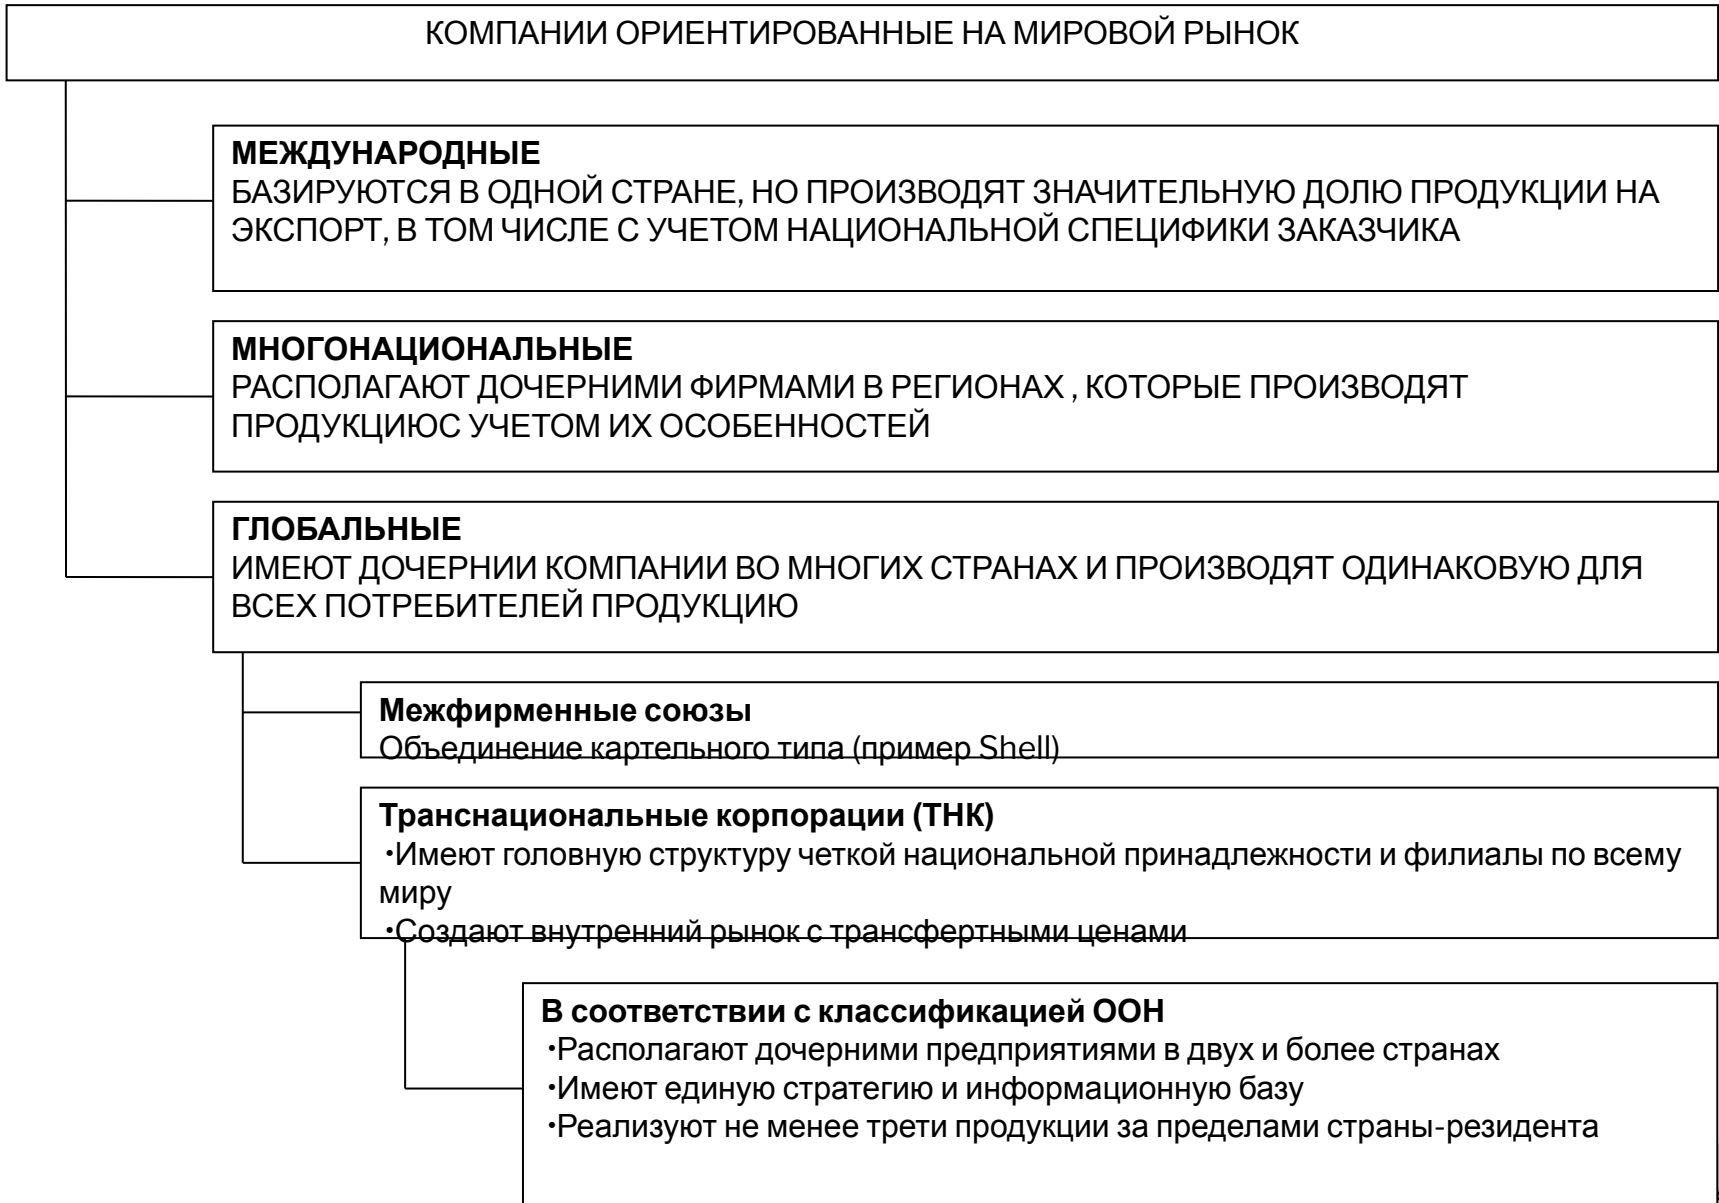 КОМПАНИИ ОРИЕНТИРОВАННЫЕ НА МИРОВОЙ РЫНОК
МЕЖДУНАРОДНЫЕ
БАЗИРУЮТСЯ В ОДНОЙ СТРАНЕ, НО ПРОИЗВОДЯТ ЗНАЧИТЕЛЬНУЮ ДОЛЮ ПРОДУКЦИИ НА
ЭКСПОРТ, В ТОМ ЧИСЛЕ С УЧЕТОМ НАЦИОНАЛЬНОЙ СПЕЦИФИКИ ЗАКАЗЧИКА
МНОГОНАЦИОНАЛЬНЫЕ
РАСПОЛАГАЮТ ДОЧЕРНИМИ ФИРМАМИ В РЕГИОНАХ , КОТОРЫЕ ПРОИЗВОДЯТ
ПРОДУКЦИЮС УЧЕТОМ ИХ ОСОБЕННОСТЕЙ
ГЛОБАЛЬНЫЕ
ИМЕЮТ ДОЧЕРНИИ КОМПАНИИ ВО МНОГИХ СТРАНАХ И ПРОИЗВОДЯТ ОДИНАКОВУЮ ДЛЯ
ВСЕХ ПОТРЕБИТЕЛЕЙ ПРОДУКЦИЮ
Межфирменные союзы
Объединение картельного типа (пример Shell)
Транснациональные корпорации (ТНК)
•Имеют головную структуру четкой национальной принадлежности и филиалы по всему
миру
•Создают внутренний рынок с трансфертными ценами
В соответствии с классификацией ООН
•Располагают дочерними предприятиями в двух и более странах
•Имеют единую стратегию и информационную базу
•Реализуют не менее трети продукции за пределами страны-резидента